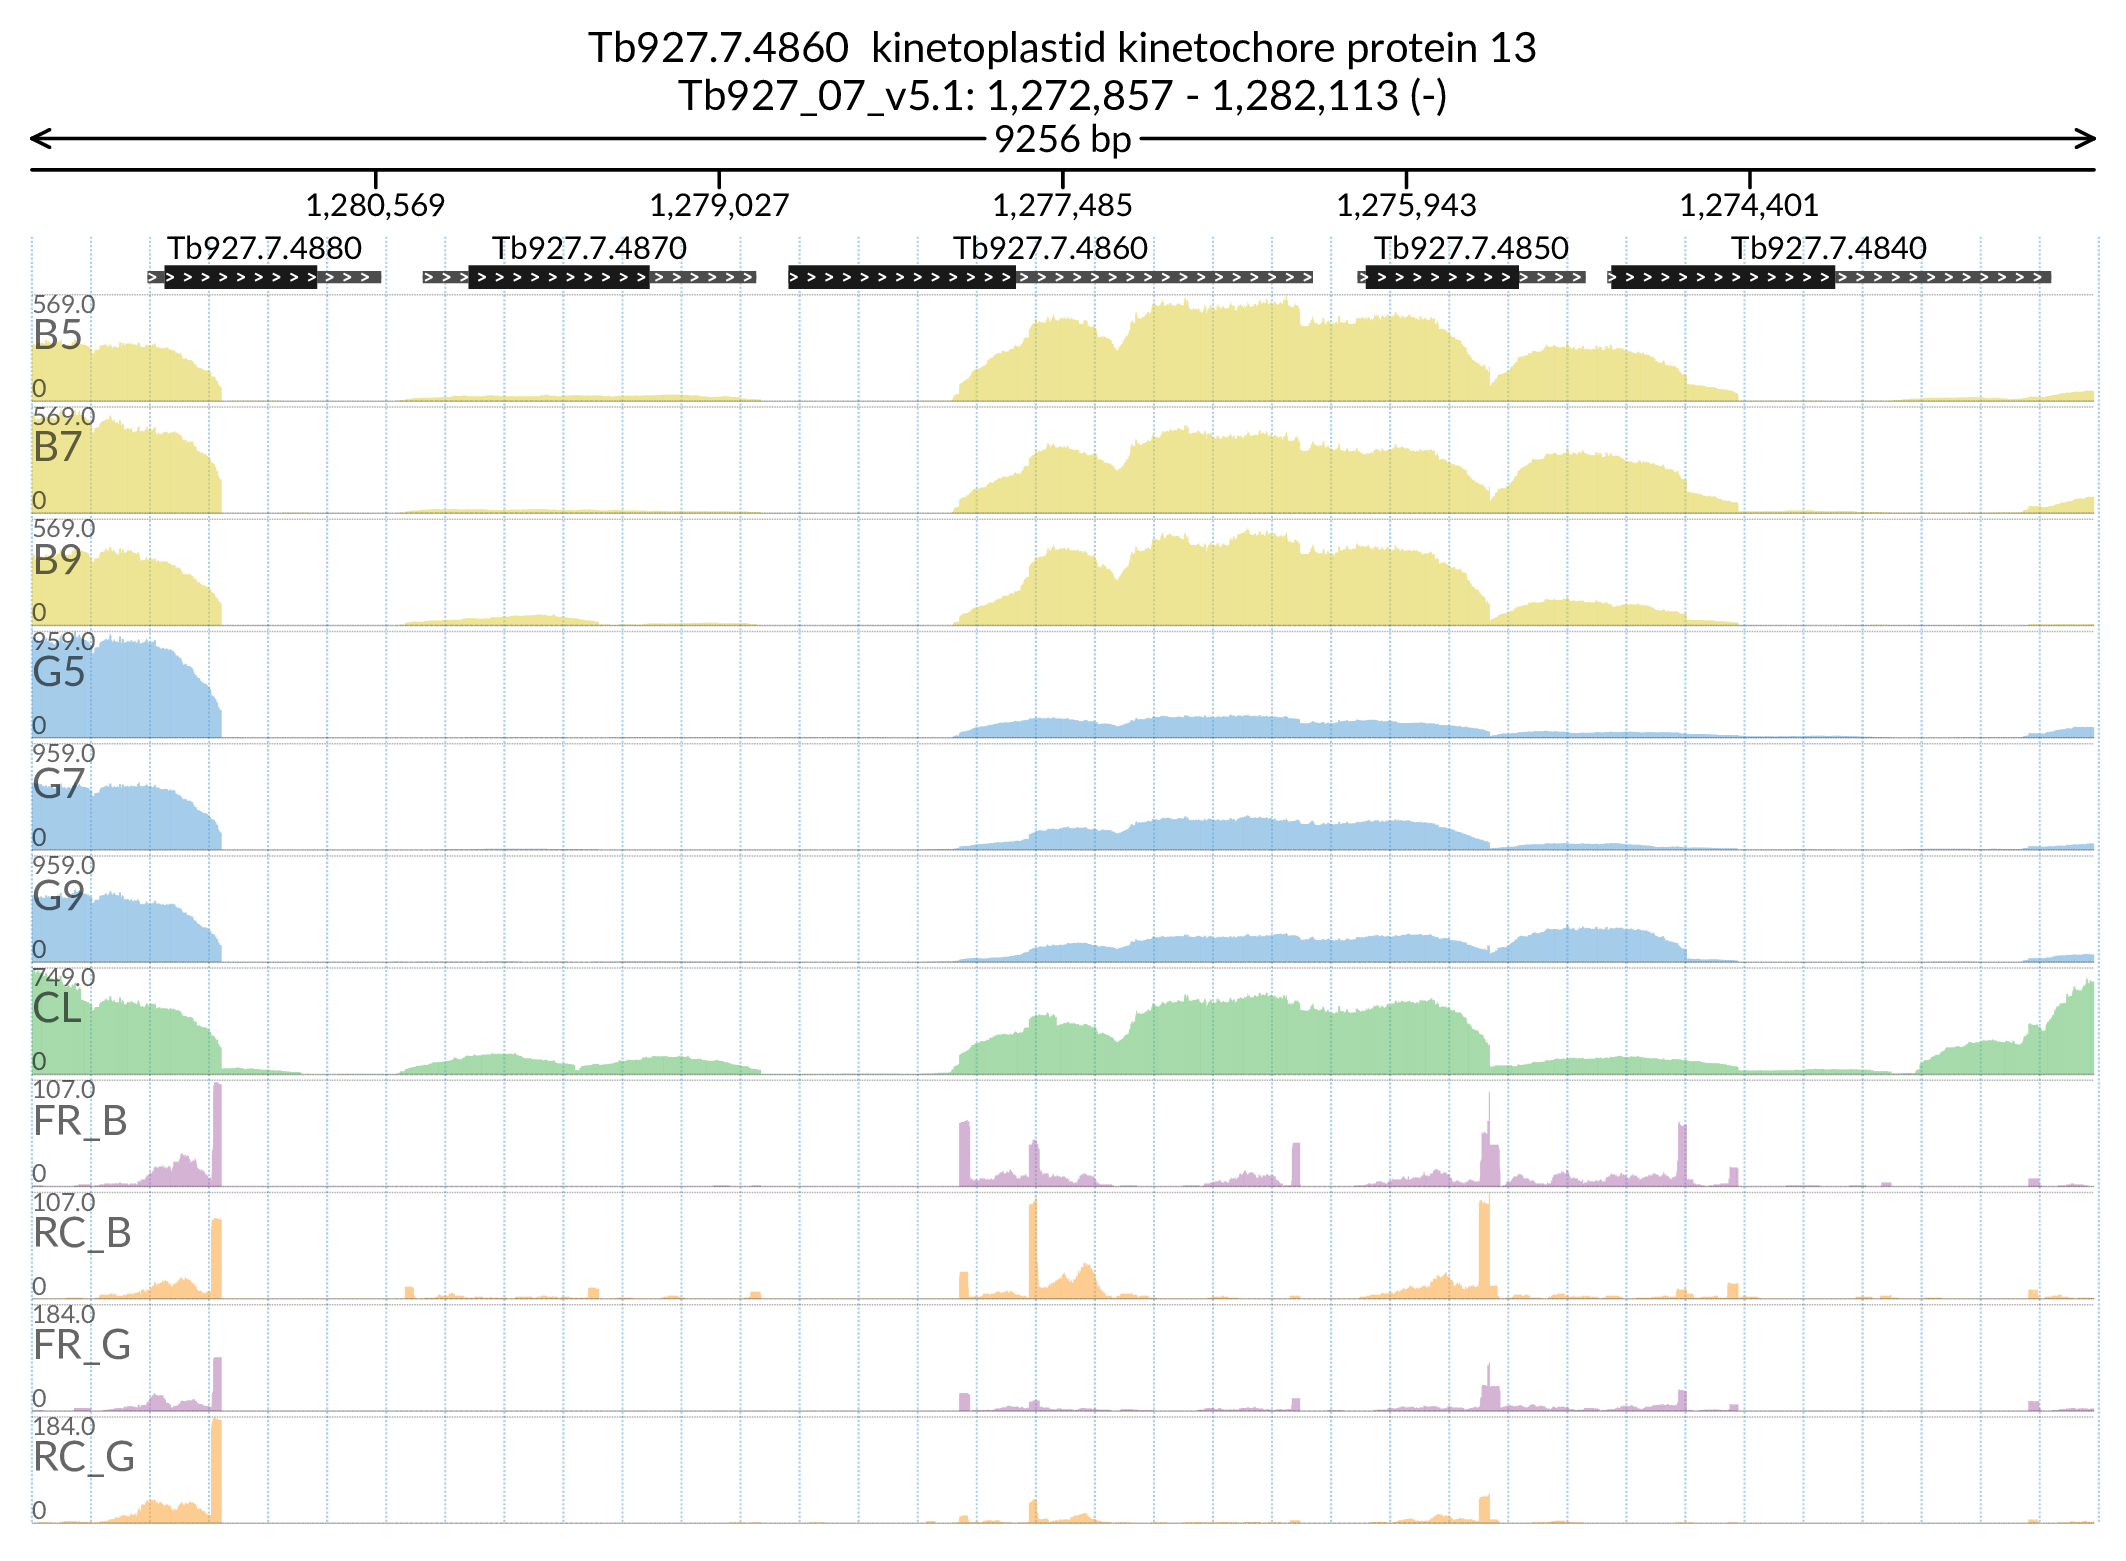 Tb927.7.4860  kinetoplastid kinetochore protein 13
Tb927_07_v5.1: 1,272,857 - 1,282,113 (-)
9256 bp
1,280,569 1,279,027 1,277,485 1,275,943 1,274,401
Tb927.7.4880 Tb927.7.4870 Tb927.7.4860 Tb927.7.4850 Tb927.7.4840
569.0
B5
0
569.0
B7
0
569.0
B9
0
959.0
G5
0
959.0
G7
0
959.0
G9
0
749.0
CL
0
107.0
FR_B
0
107.0
RC_B
0
184.0
FR_G
0
184.0
RC_G
0